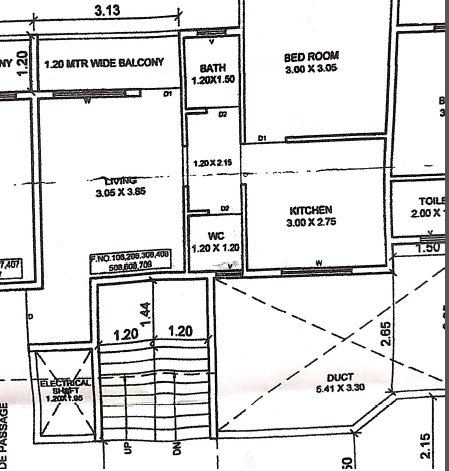 3.13
NY
1.20
1.20 MTR WIDE BALCONY
W
D1
V
BATH
1.20X1.50
BED ROOM
3.00 X 3.05
D2
D1
LIVING
3.05 X 3.85
1.20 X 2.15
D2
WC
1.20 X 1.20
V
KITCHEN
3.00 X 2.75
W
TOILE
2.00 X
V
1.50
7,407
F.NO.108,208,308,408
508,608,708
D
1.44
1.20
1.20
2.65
ELECTRICAL
SHAFT
1.20X1.95
DUCT
5.41 X 3.30
UP
DN
DE PASSAGE
2.15